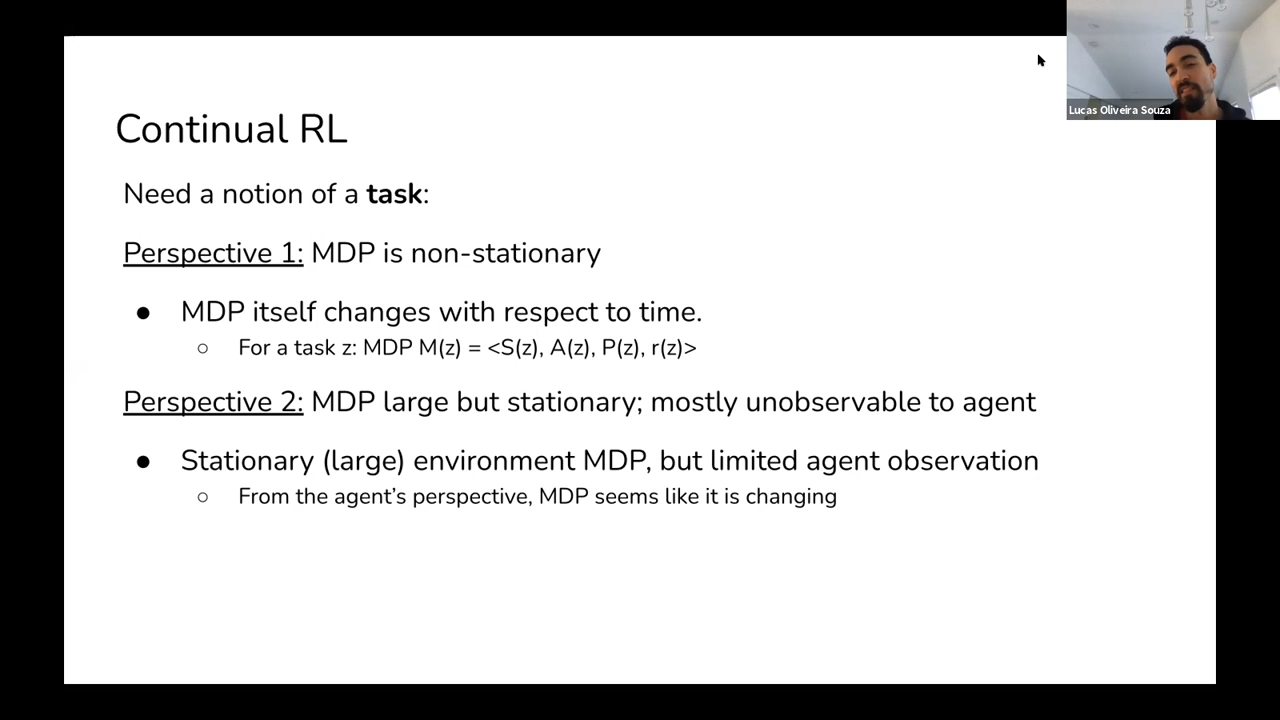 Lucas Oliveira Souza
Continual RL
Need a notion of a task:
Perspective 1: MDP is non-stationary
● MDP itself changes with respect to time.
○ For a task z: MDP M(z) = <S(z), A(z), P(z), r(z)>
Perspective 2: MDP large but stationary; mostly unobservable to agent
● Stationary (large) environment MDP, but limited agent observation
○ From the agent’s perspective, MDP seems like it is changing